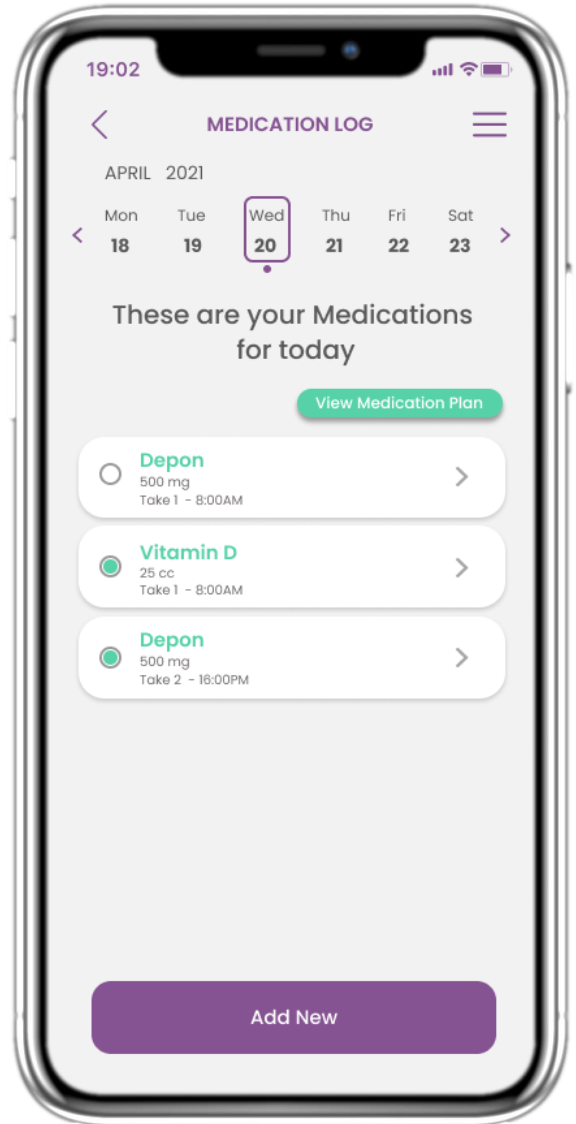 19:02
MEDICATION LOG
APRIL 2021
Mon Tue Wed Thu Fri Sat
18 19 20 21 22 23
These are your Medications
for today
View Medication Plan
Depon
500 mg
Take 1 - 8:00AM
Vitamin D
25 cc
Take 1 - 8:00AM
Depon
500 mg
Take 2 - 16:00PM
Add New